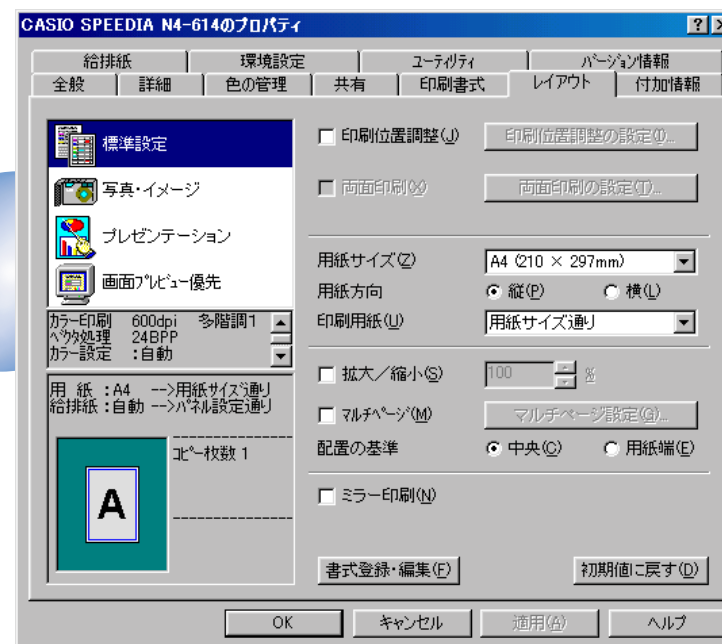 CASIO SPEEDIA N4-614のプロパティ
給排紙 環境設定 ユーティリティ バージョン情報
全般 詳細 色の管理 共有 印刷書式 レイアウト 付加情報
標準設定
写真・イメージ
プレゼンテーション
画面プレビュー優先
カラー印刷 600dpi 多階調1
ベクタ処理 24BPP
カラー設定 :自動
用 紙 :A4 -->用紙サイズ通り
給排紙:自動 -->パネル設定通り
コピー枚数 1
A
印刷位置調整(J) 印刷位置調整の設定(I)...
両面印刷(X) 両面印刷の設定(T)...
用紙サイズ(Z) A4 (210 × 297mm)
用紙方向 縦(P) 横(L)
印刷用紙(U) 用紙サイズ通り
拡大/縮小(S) 100 %
マルチページ(M) マルチページ設定(G)...
配置の基準 中央(C) 用紙端(E)
ミラー印刷(N)
書式登録・編集(F) 初期値に戻す(D)
OK キャンセル 適用(A) ヘルプ